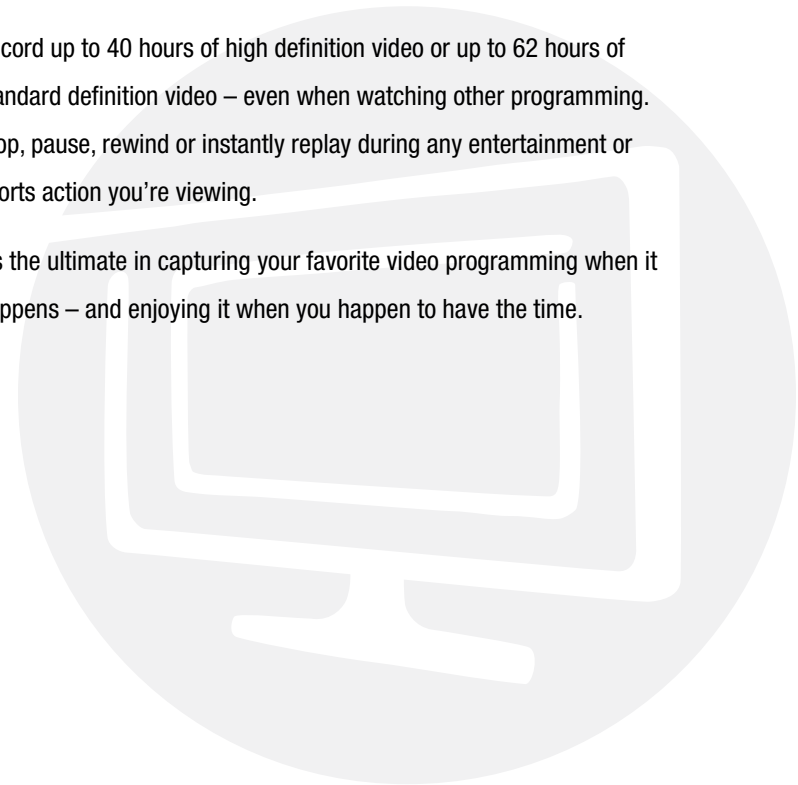 cord up to 40 hours of high definition video or up to 62 hours of
andard definition video – even when watching other programming.
op, pause, rewind or instantly replay during any entertainment or
orts action you're viewing.
s the ultimate in capturing your favorite video programming when it
ppens – and enjoying it when you happen to have the time.